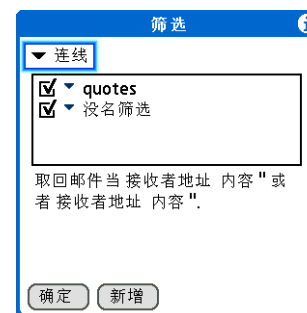 筛选
连线
quotes
没名筛选
取回邮件当 接收者地址 内容 " 或
者 接收者地址 内容 ".
确定 新增